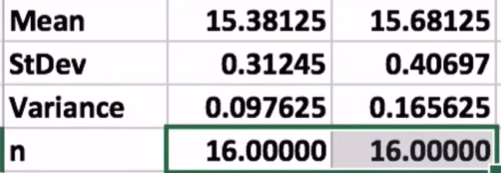 Mean 15.38125 15.68125
StDev 0.31245 0.40697
Variance 0.097625 0.165625
n 16.00000 16.00000